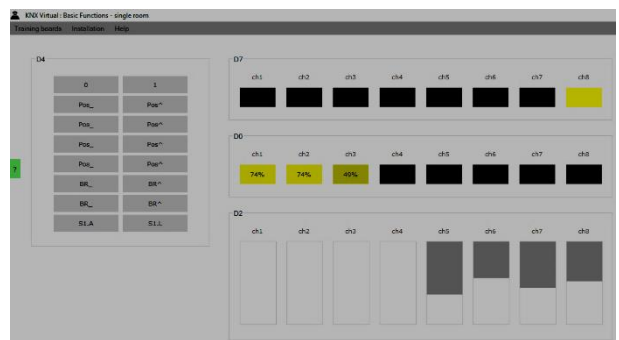 KNX Virtual : Basic Functions - single room
Training boards Installation Help
D4
0 1
Pos_ Pos^
Pos_ Pos^
Pos_ Pos^
Pos_ Pos^
BR_ BR^
BR_ BR^
S1.A S1.L
?
D7
ch1 ch2 ch3 ch4 ch5 ch6 ch7 ch8
D0
ch1 ch2 ch3 ch4 ch5 ch6 ch7 ch8
74% 74% 49%
D2
ch1 ch2 ch3 ch4 ch5 ch6 ch7 ch8